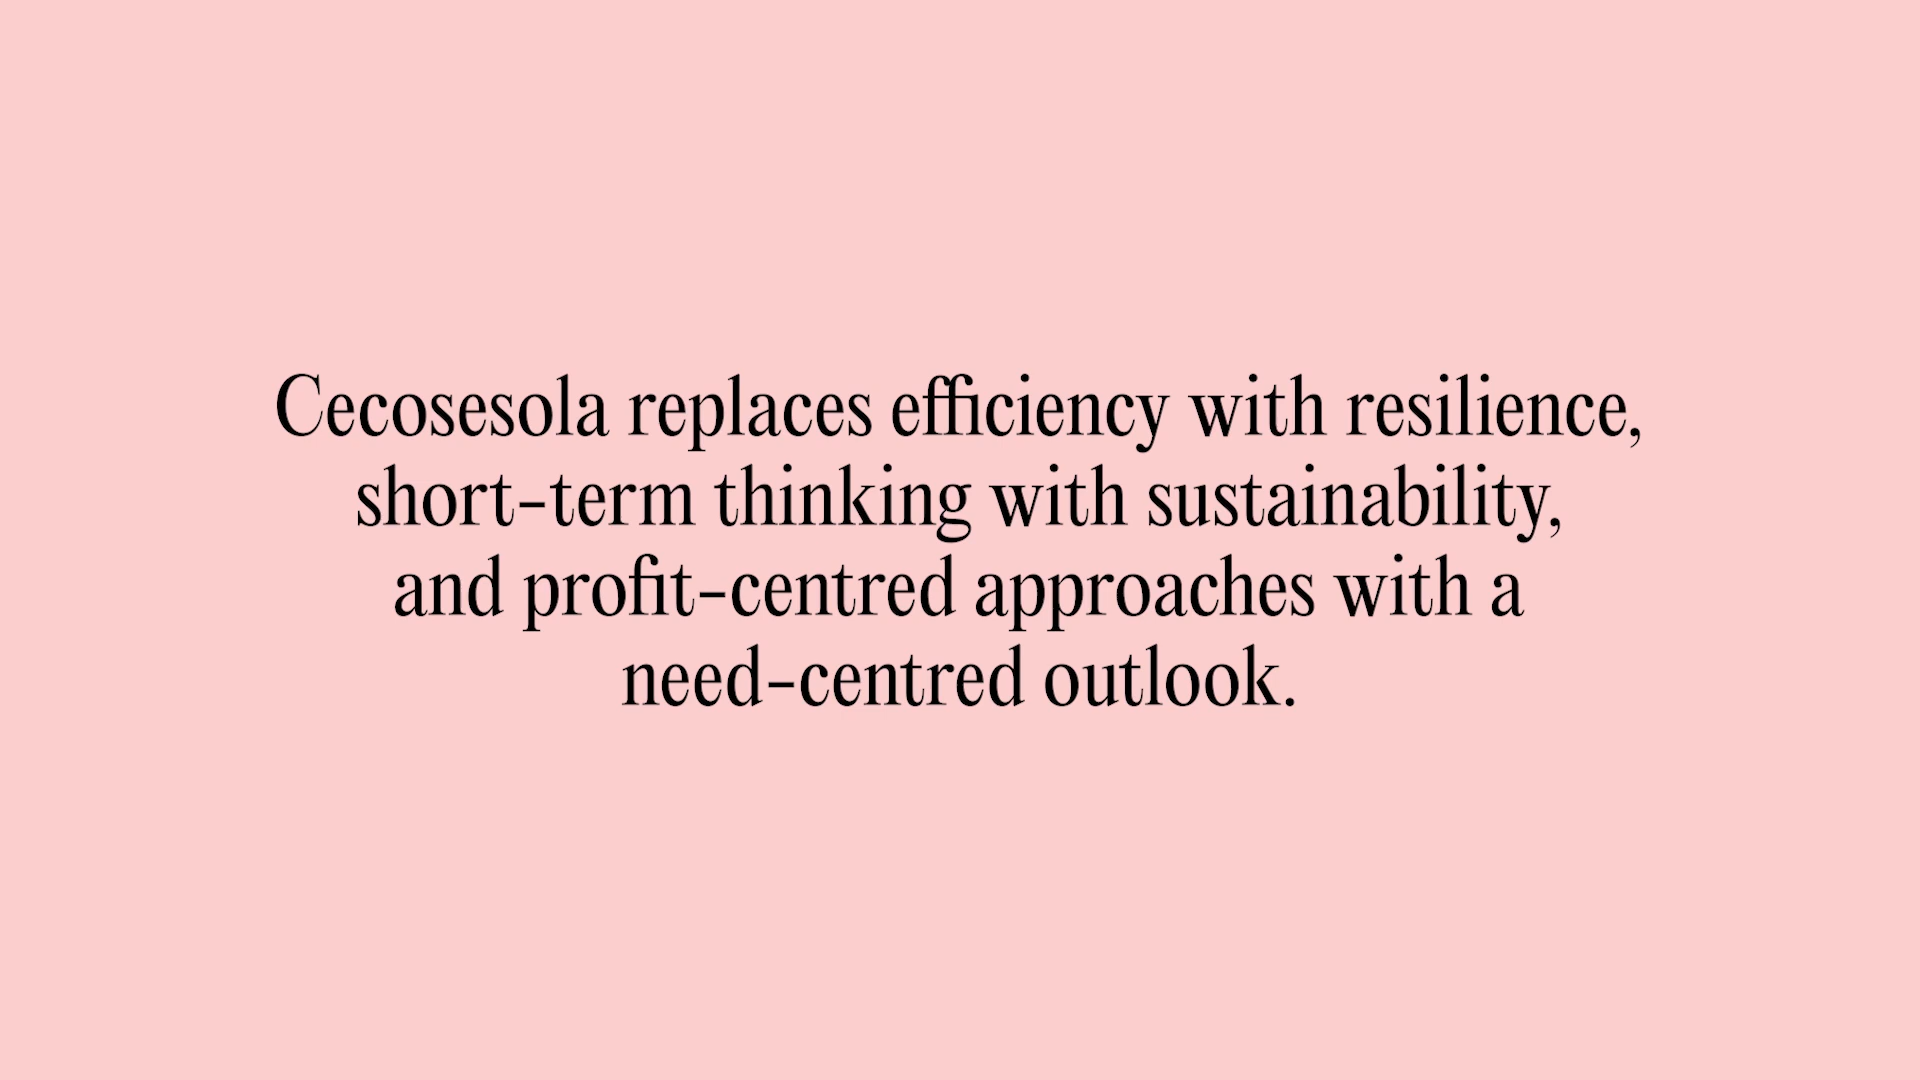 Cecosesola replaces efficiency with resilience,
short-term thinking with sustainability,
and profit-centred approaches with a
need-centred outlook.